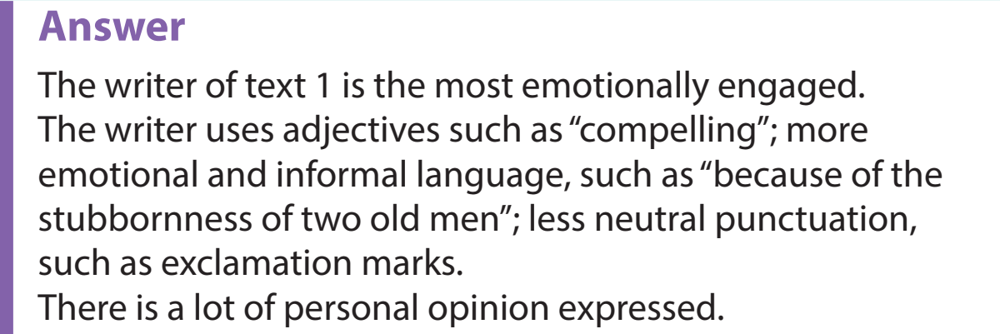 Answer
The writer of text 1 is the most emotionally engaged.
The writer uses adjectives such as “compelling”; more
emotional and informal language, such as “because of the
stubbornness of two old men”; less neutral punctuation,
such as exclamation marks.
There is a lot of personal opinion expressed.